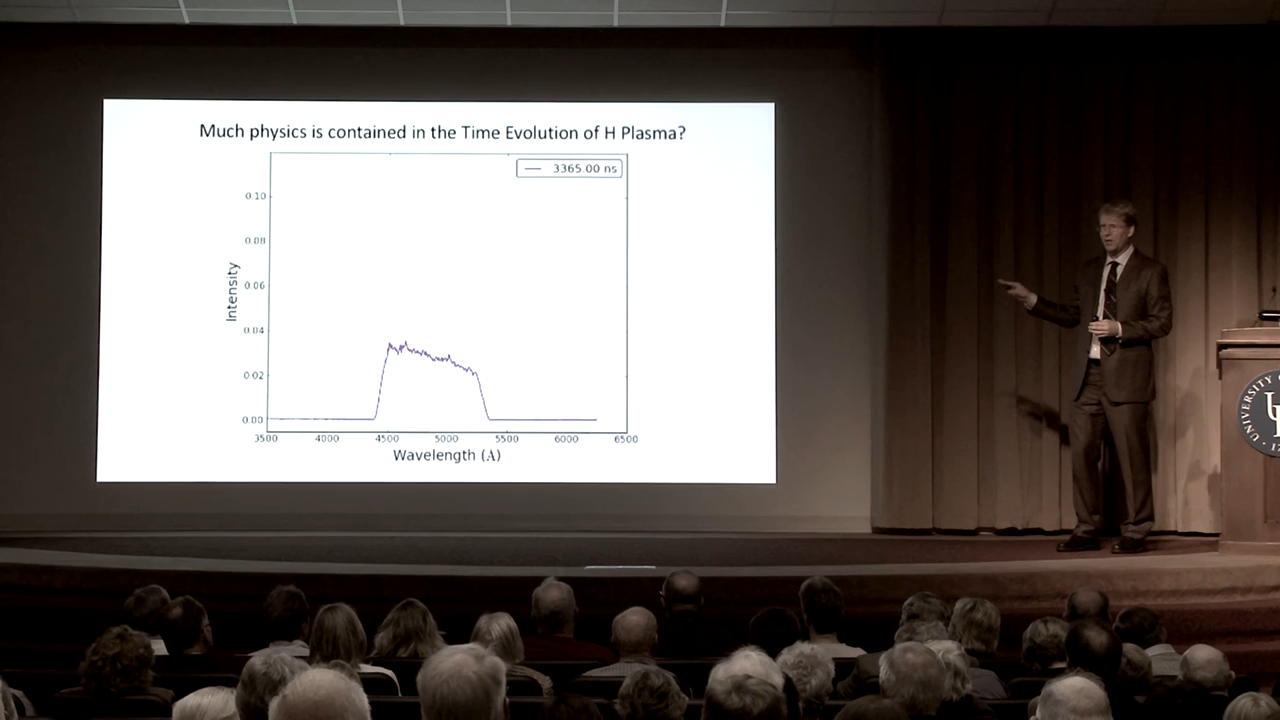 Much physics is contained in the Time Evolution of H Plasma?
3365.00 ns
0.10
0.08
0.06
0.04
0.02
0.00
Intensity
3500 4000 4500 5000 5500 6000 6500
Wavelength (A)
UNIVERSITY